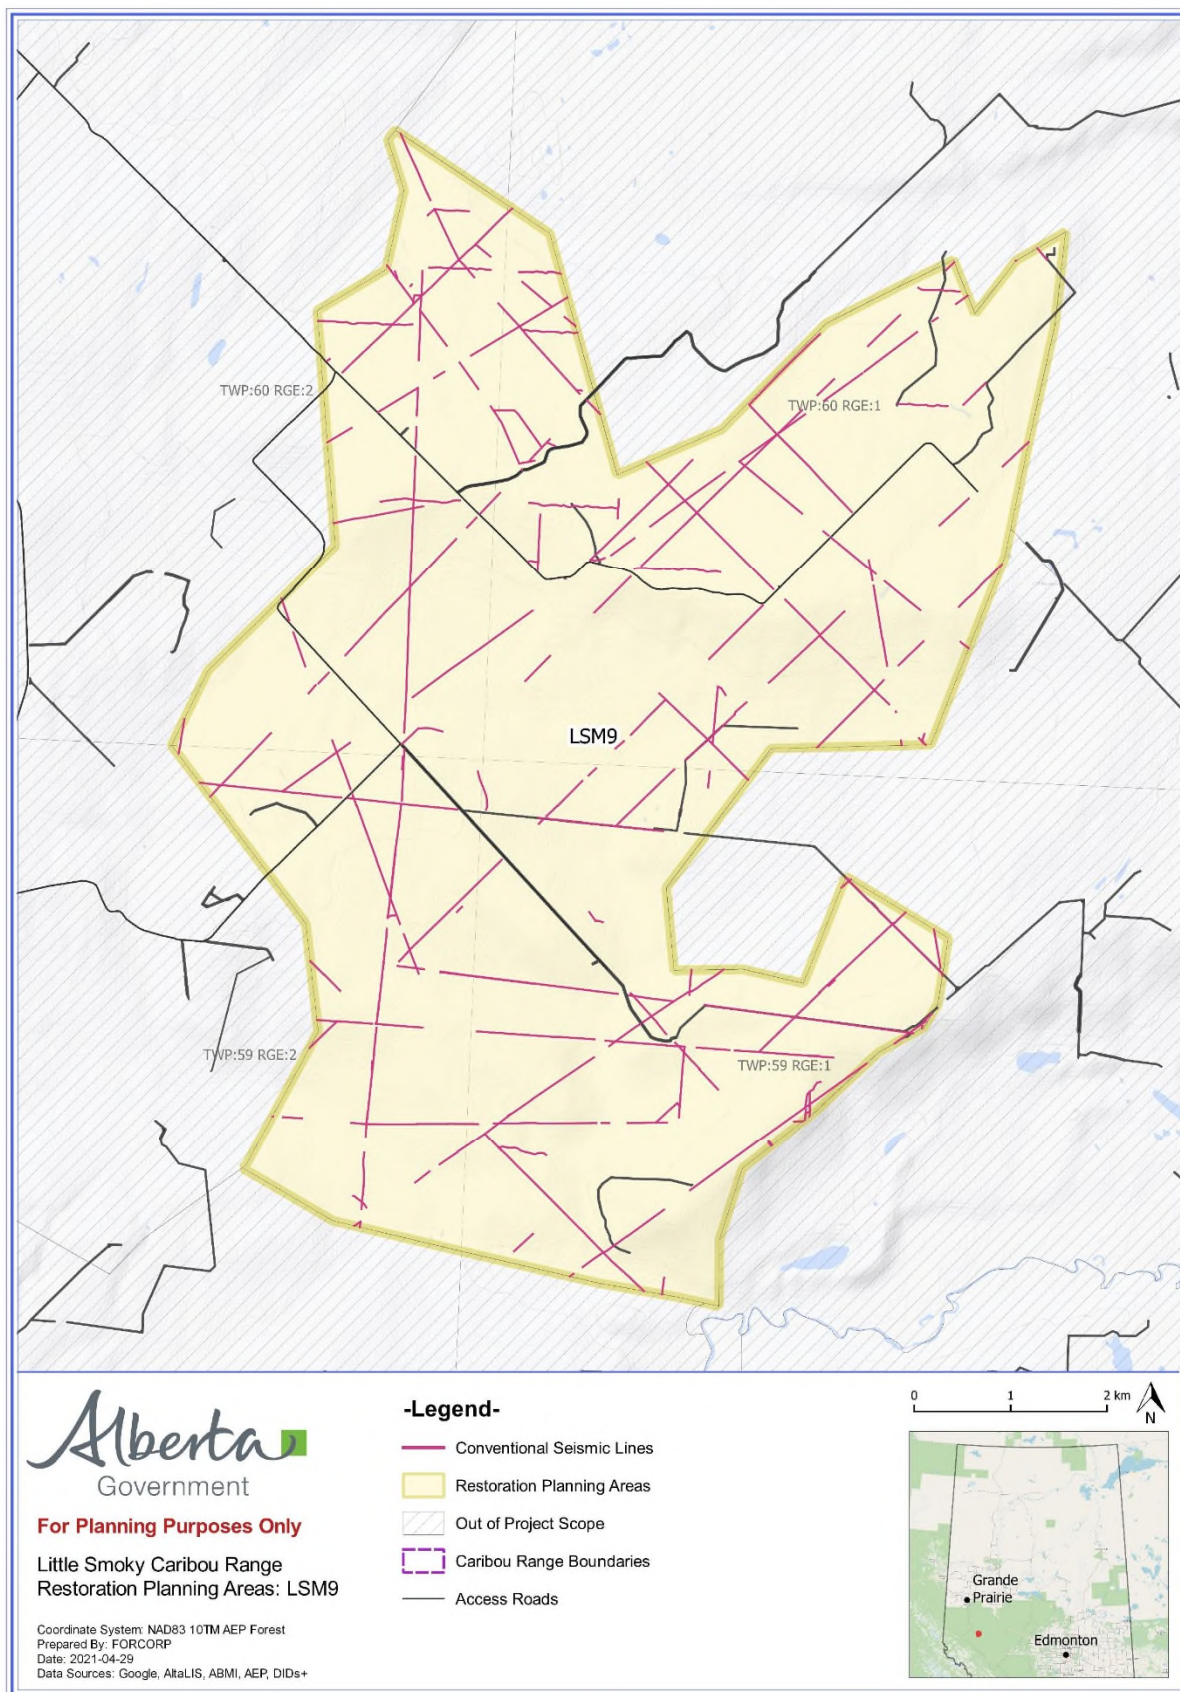 TWP:60 RGE:2
TWP:60 RGE:1
LSM9
TWP:59 RGE:2
TWP:59 RGE:1
Alberta
Government
For Planning Purposes Only
Little Smoky Caribou Range
Restoration Planning Areas: LSM9
Coordinate System: NAD83 10TM AEP Forest
Prepared By: FORCORP
Date: 2021-04-29
Data Sources: Google, AltaLIS, ABMI, AEP, DIDs+
-Legend-
Conventional Seismic Lines
Restoration Planning Areas
Out of Project Scope
Caribou Range Boundaries
Access Roads
0 1 2 km
N
Grande
Prairie
Edmonton